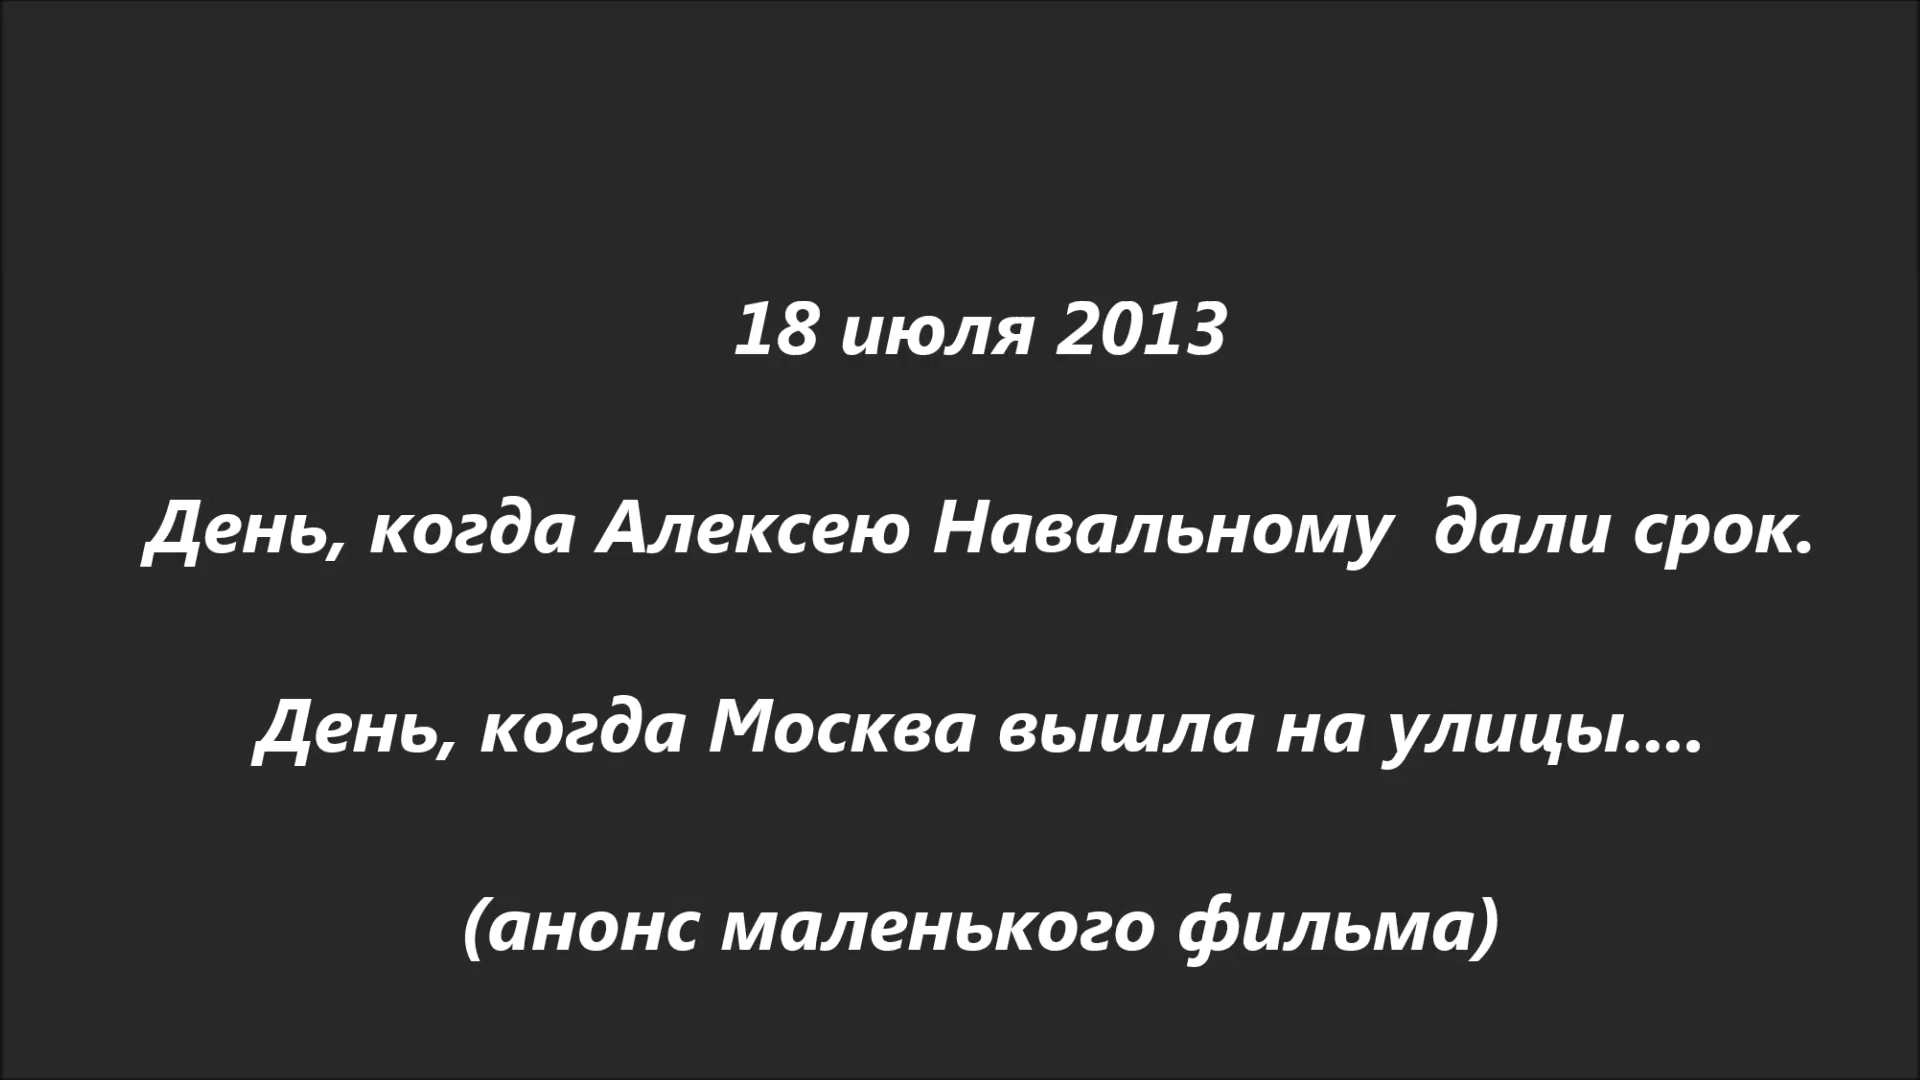 18 июля 2013
День, когда Алексею Навальному  дали срок.
День, когда Москва вышла на улицы....
(анонс маленького фильма)